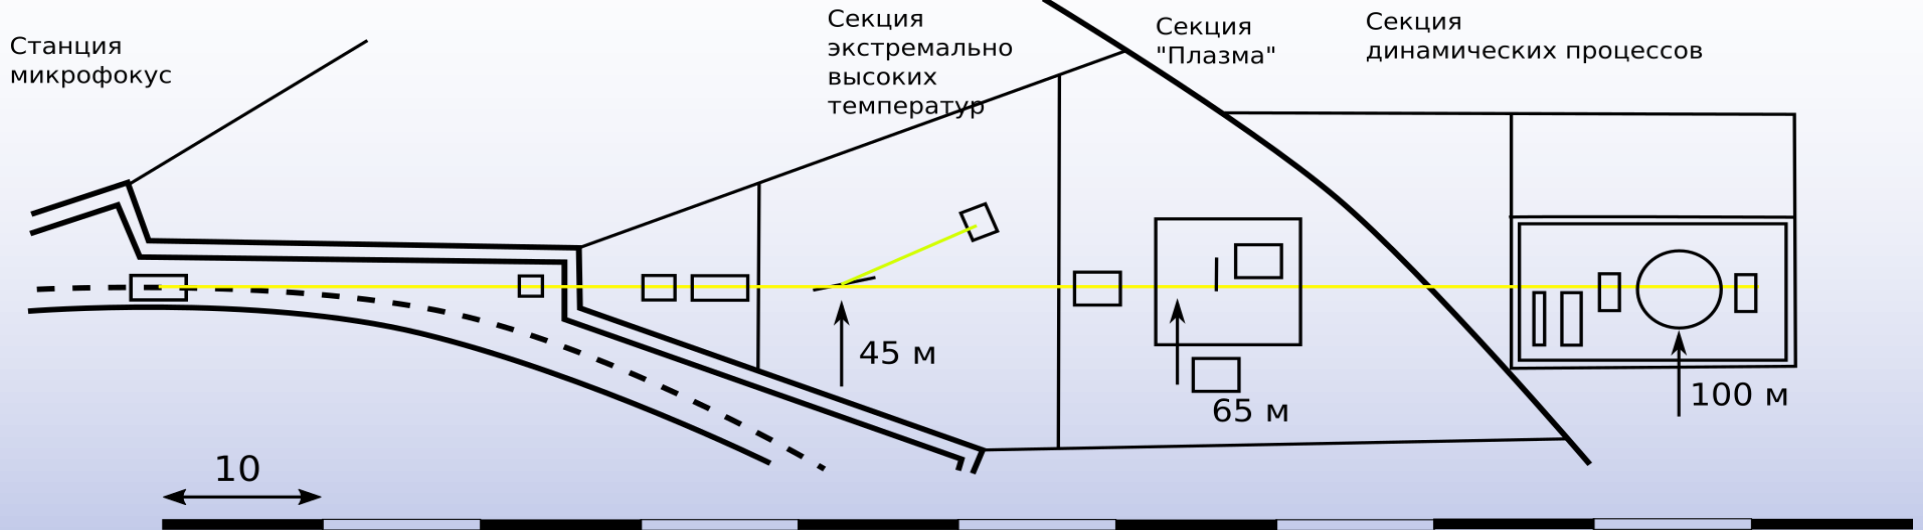 Станция
микрофокус
Секция
экстремально
высоких
температур
Секция
"Плазма"
Секция
динамических процессов
45 м
65 м
100 м
10